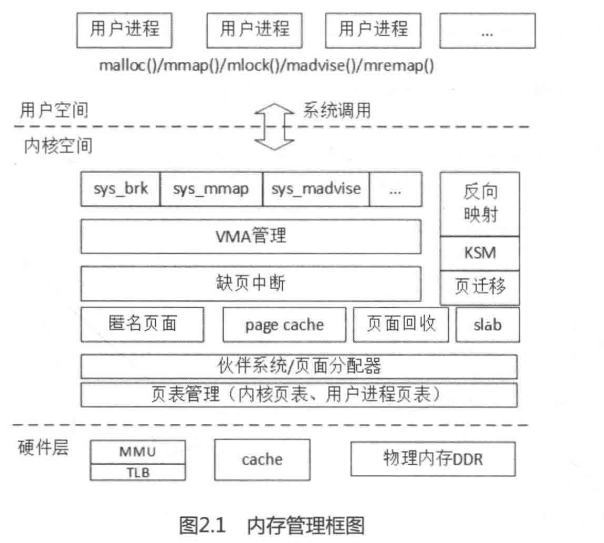 用户进程 用户进程 用户进程 ...
malloc()/mmap()/mlock()/madvise()/mremap()
用户空间 系统调用
内核空间
sys_brk sys_mmap sys_madvise ... 反向
映射
VMA管理
KSM
缺页中断 页迁移
匿名页面 page cache 页面回收 slab
伙伴系统/页面分配器
页表管理（内核页表、用户进程页表）
硬件层 MMU cache 物理内存DDR
TLB
图2.1 内存管理框图